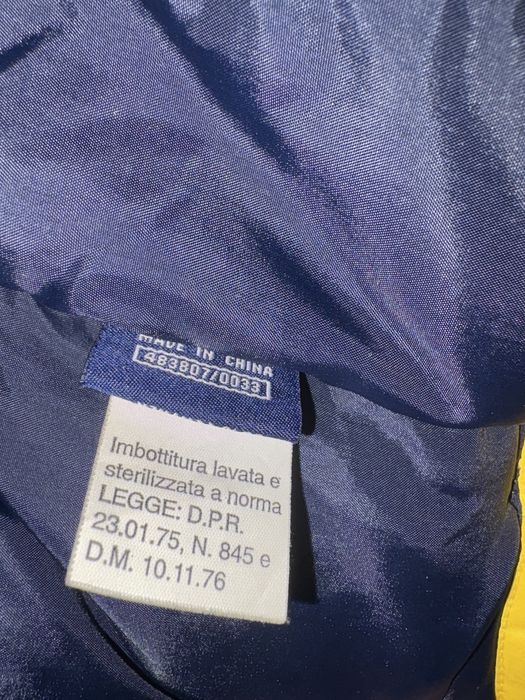 MADE IN CHINA
483807/0033
Imbottitura lavata e
sterilizzata a norma
LEGGE: D.P.R.
23.01.75, N. 845 e
D.M. 10.11.76